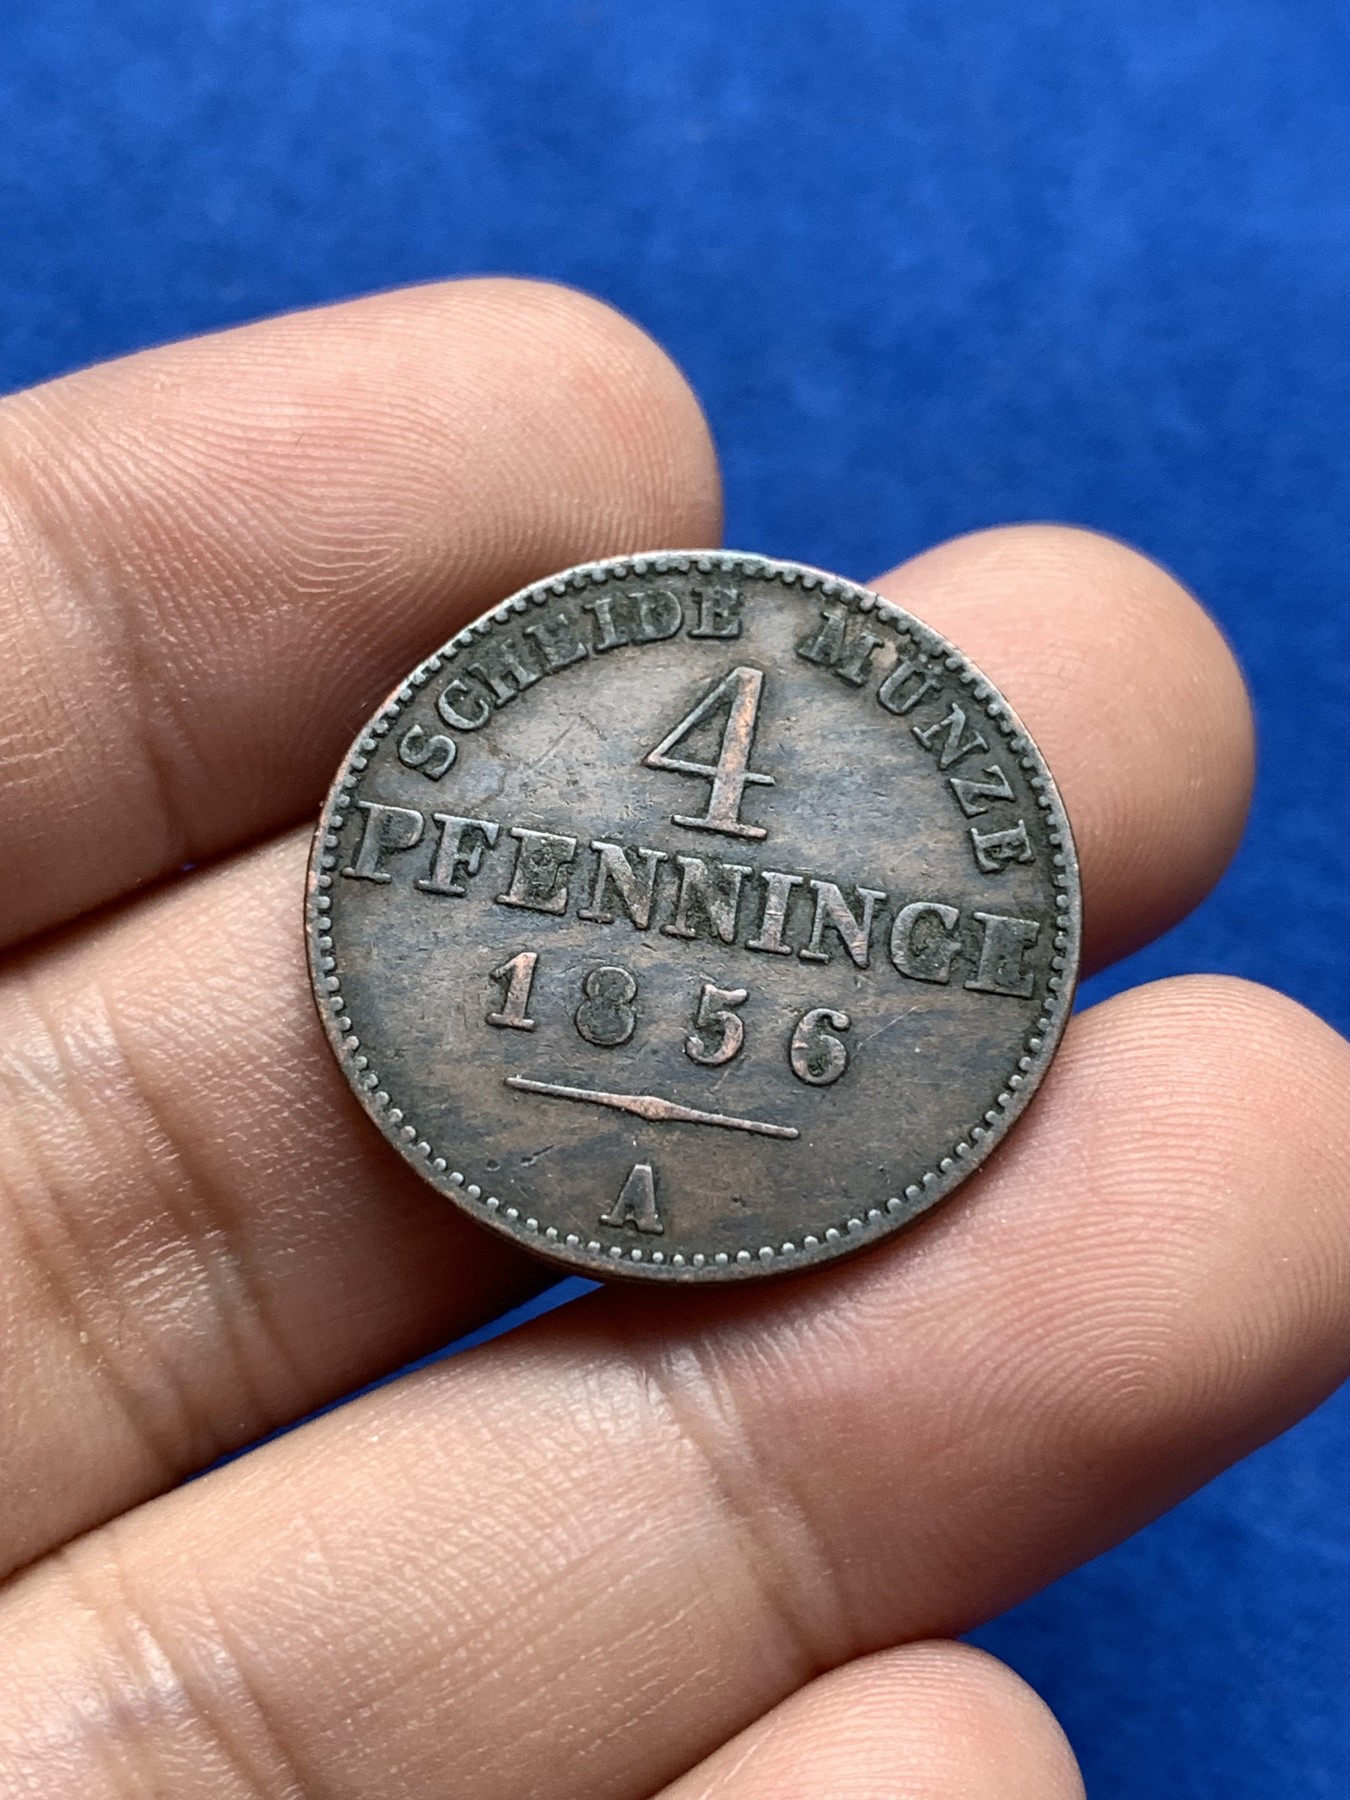 SCHEIDE MÜNZE
4
PFENNINGE
1856
A